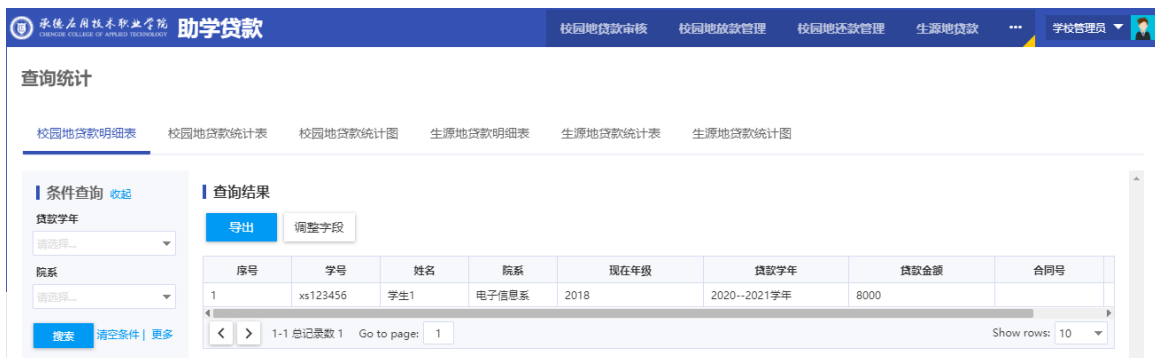 承德应用技术职业学院 助学贷款 校园地贷款审核 校园地放款管理 校园地还款管理 生源地贷款 ... 学校管理员
CHENGDE COLLEGE OF APPLIED TECHNOLOGY
查询统计
校园地贷款明细表 校园地贷款统计表 校园地贷款统计图 生源地贷款明细表 生源地贷款统计表 生源地贷款统计图
条件查询 收起
贷款学年
请选择...
院系
请选择...
搜索 清空条件 | 更多
查询结果
导出 调整字段
序号 学号 姓名 院系 现在年级 贷款学年 贷款金额 合同号
1 xs123456 学生1 电子信息系 2018 2020--2021学年 8000
1-1 总记录数 1 Go to page: 1 Show rows: 10